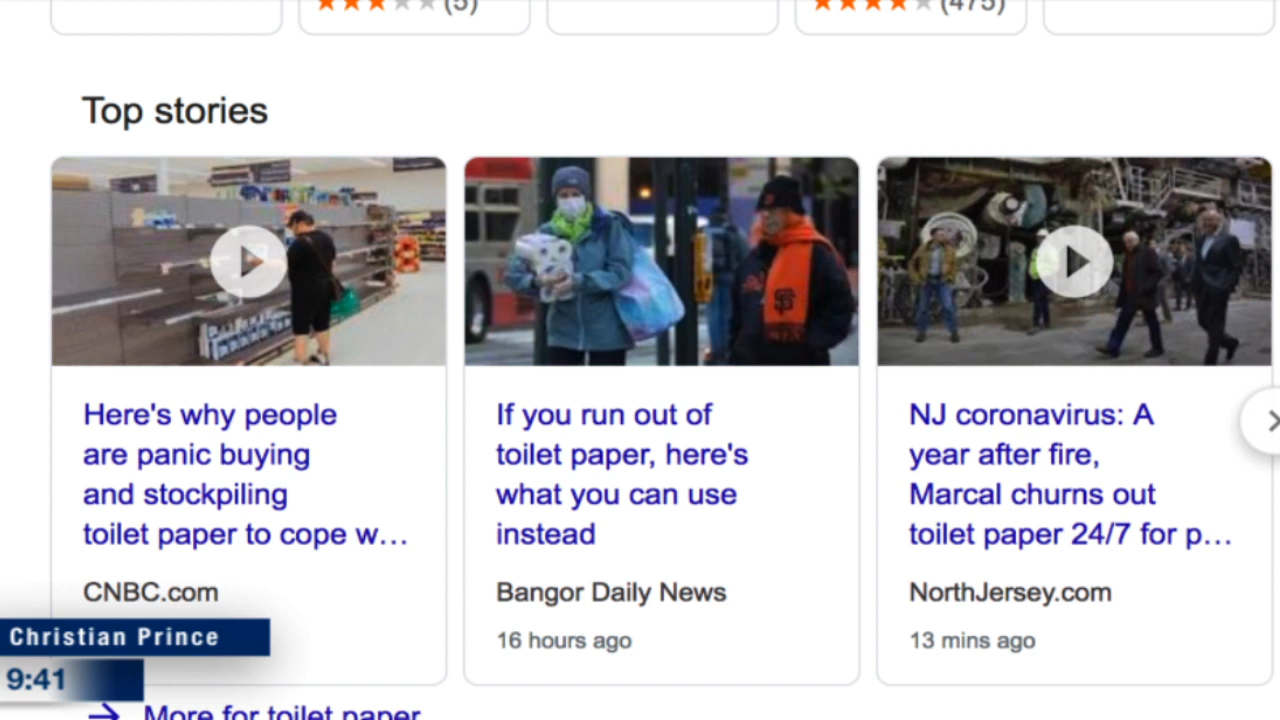 (5)
(475)
Top stories
Here's why people
are panic buying
and stockpiling
toilet paper to cope w...
CNBC.com
If you run out of
toilet paper, here's
what you can use
instead
Bangor Daily News
16 hours ago
NJ coronavirus: A
year after fire,
Marcal churns out
toilet paper 24/7 for p...
NorthJersey.com
13 mins ago
Christian Prince
9:41
More for toilet paper